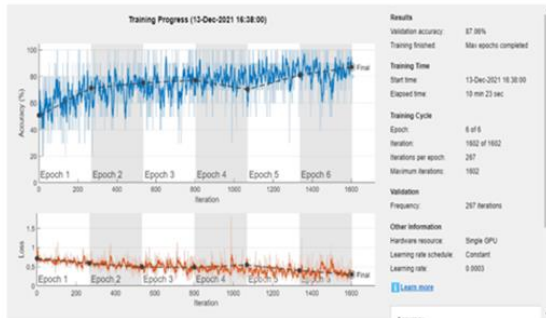 Training Progress (13-Dec-2021 16:38:00)
Accuracy (%)
100
80
60
40
20
0
Epoch 1 Epoch 2 Epoch 3 Epoch 4 Epoch 5 Epoch 6
Final
0 200 400 600 800 1000 1200 1400 1600
Iteration
Loss
1.5
1
0.5
0
Epoch 1 Epoch 2 Epoch 3 Epoch 4 Epoch 5 Epoch 6
Final
0 200 400 600 800 1000 1200 1400 1600
Iteration
Results
Validation accuracy: 87.06%
Training finished: Max epochs completed
Training Time
Start time: 13-Dec-2021 16:38:00
Elapsed time: 10 min 23 sec
Training Cycle
Epoch: 6 of 6
Iteration: 1602 of 1602
Iterations per epoch: 267
Maximum iterations: 1602
Validation
Frequency: 267 iterations
Other Information
Hardware resource: Single GPU
Learning rate schedule: Constant
Learning rate: 0.0003
Learn more